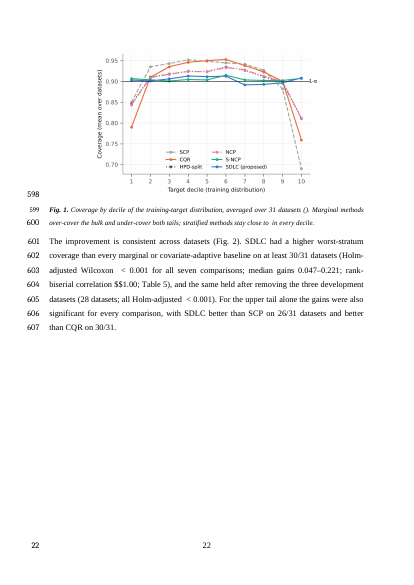 Coverage (mean over datasets)
0.95
0.90
0.85
0.80
0.75
0.70
1-α
SCP
CQR
HPD-split
NCP
S-NCP
SDLC (proposed)
1 2 3 4 5 6 7 8 9 10
Target decile (training distribution)
598
599 Fig. 1. Coverage by decile of the training-target distribution, averaged over 31 datasets (). Marginal methods
600 over-cover the bulk and under-cover both tails; stratified methods stay close to in every decile.
601 The improvement is consistent across datasets (Fig. 2). SDLC had a higher worst-stratum
602 coverage than every marginal or covariate-adaptive baseline on at least 30/31 datasets (Holm-
603 adjusted Wilcoxon < 0.001 for all seven comparisons; median gains 0.047–0.221; rank-
604 biserial correlation $$1.00; Table 5), and the same held after removing the three development
605 datasets (28 datasets; all Holm-adjusted < 0.001). For the upper tail alone the gains were also
606 significant for every comparison, with SDLC better than SCP on 26/31 datasets and better
607 than CQR on 30/31.
22 22